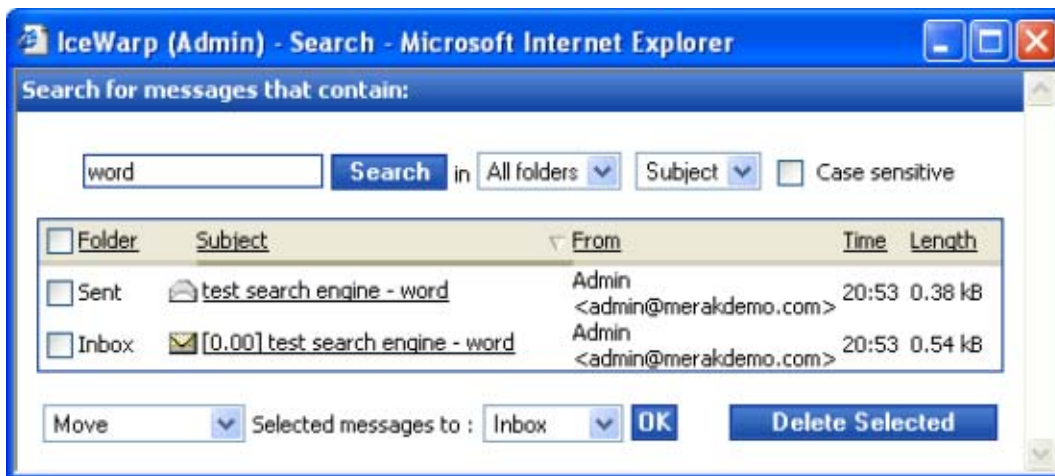 IceWarp (Admin) - Search - Microsoft Internet Explorer
Search for messages that contain:
word Search in All folders Subject Case sensitive
Folder Subject From Time Length
Sent test search engine - word Admin <admin@merakdemo.com> 20:53 0.38 kB
Inbox [0.00] test search engine - word Admin <admin@merakdemo.com> 20:53 0.54 kB
Move Selected messages to : Inbox OK Delete Selected